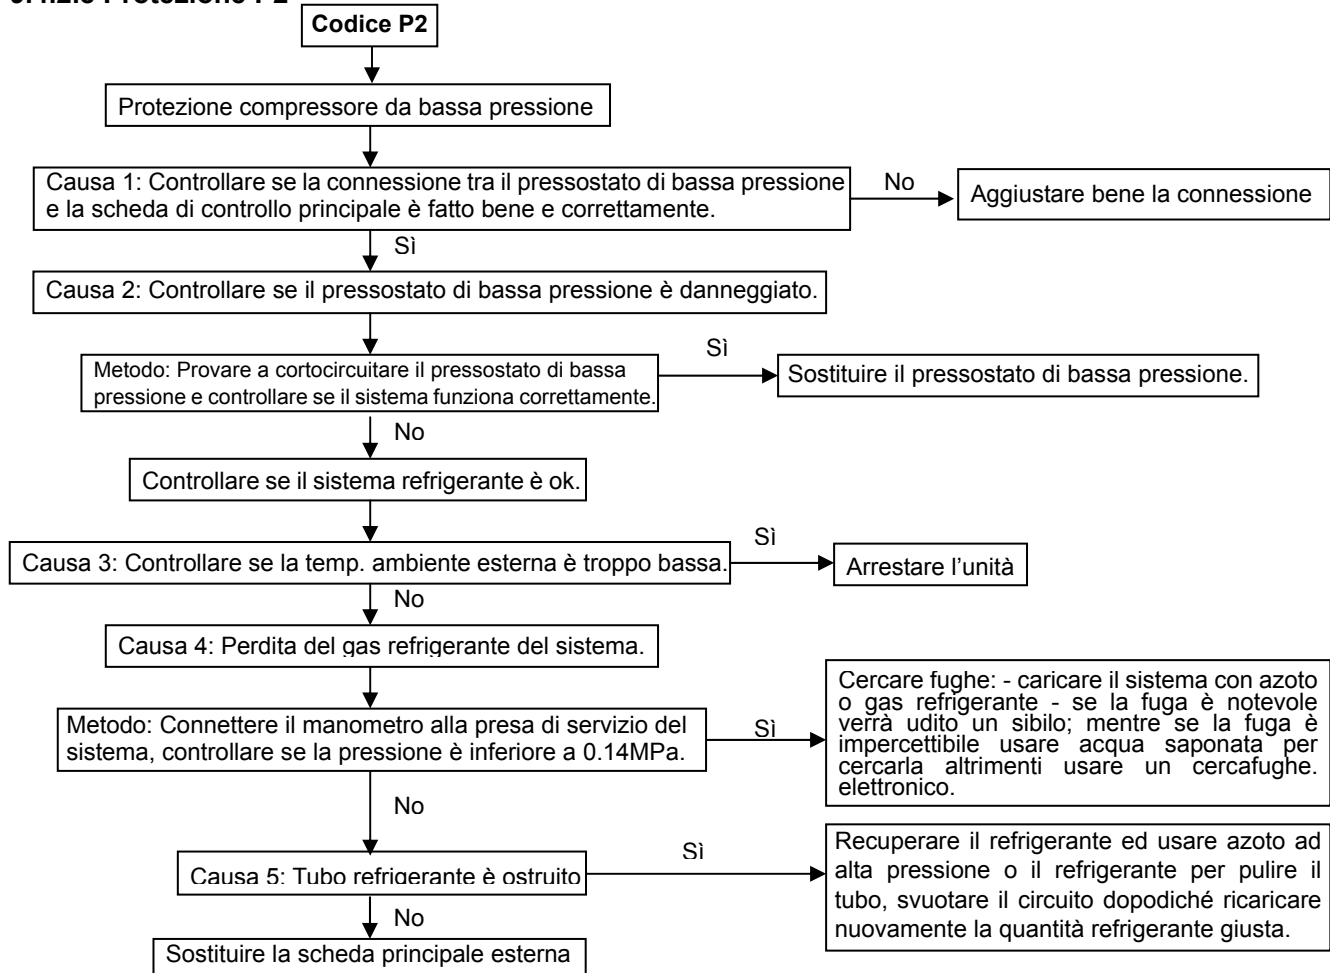 Protezione P2
Codice P2
Protezione compressore da bassa pressione
Causa 1: Controllare se la connessione tra il pressostato di bassa pressione
e la scheda di controllo principale è fatto bene e correttamente.
No
Aggiustare bene la connessione
Sì
Causa 2: Controllare se il pressostato di bassa pressione è danneggiato.
Metodo: Provare a cortocircuitare il pressostato di bassa
pressione e controllare se il sistema funziona correttamente.
Sì
Sostituire il pressostato di bassa pressione.
No
Controllare se il sistema refrigerante è ok.
Causa 3: Controllare se la temp. ambiente esterna è troppo bassa.
Sì
Arrestare l’unità
No
Causa 4: Perdita del gas refrigerante del sistema.
Metodo: Connettere il manometro alla presa di servizio del
sistema, controllare se la pressione è inferiore a 0.14MPa.
Sì
Cercare fughe: - caricare il sistema con azoto
o gas refrigerante - se la fuga è notevole
verrà udito un sibilo; mentre se la fuga è
impercettibile usare acqua saponata per
cercarla altrimenti usare un cercafughe.
elettronico.
No
Causa 5: Tubo refrigerante è ostruito
Sì
Recuperare il refrigerante ed usare azoto ad
alta pressione o il refrigerante per pulire il
tubo, svuotare il circuito dopodiché ricaricare
nuovamente la quantità refrigerante giusta.
No
Sostituire la scheda principale esterna